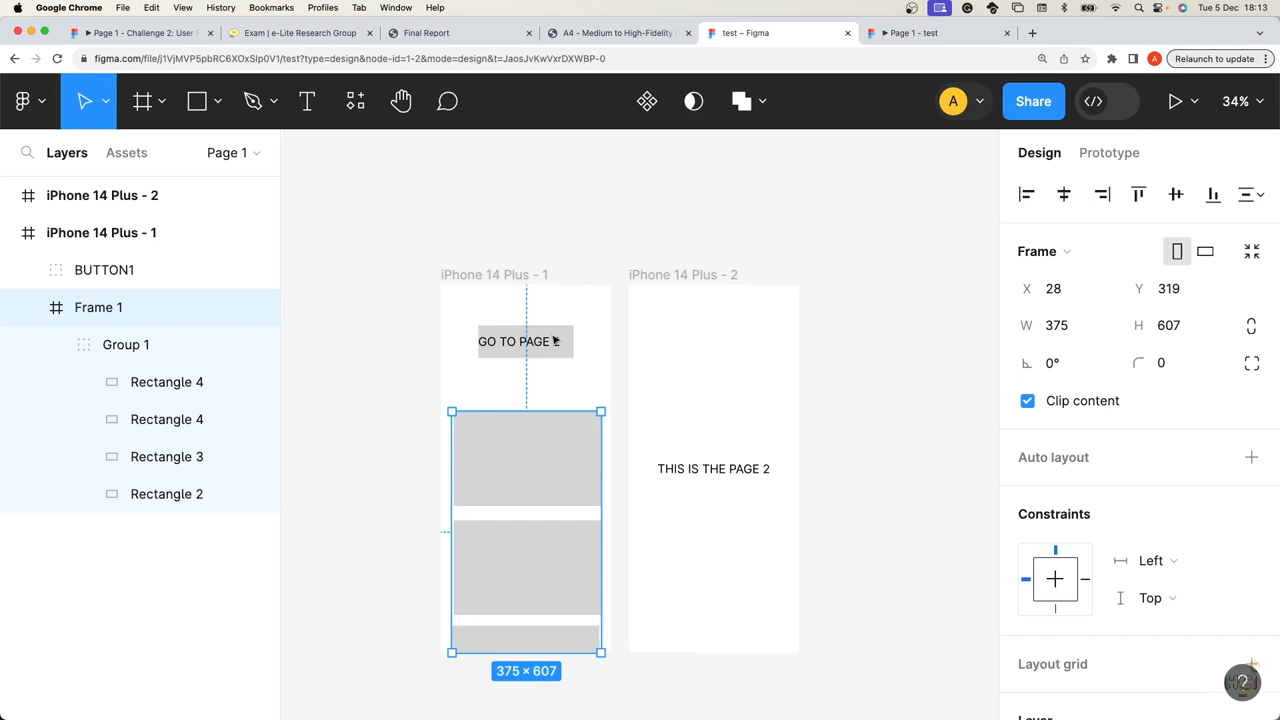 Google Chrome File Edit View History Bookmarks Profiles Tab Window Help Tue 5 Dec 18:13
Page 1 - Challenge 2: User Exam | e-Lite Research Group Final Report A4 - Medium to High-Fidelity test – Figma Page 1 - test
figma.com/file/j1VjMVP5pbRC6XOxSlp0V1/test?type=design&node-id=1-2&mode=design&t=JaosJvKwVxrDXWBP-0 A Relaunch to update
A Share 34%
Layers Assets Page 1
iPhone 14 Plus - 2
iPhone 14 Plus - 1
BUTTON1
Frame 1
Group 1
Rectangle 4
Rectangle 4
Rectangle 3
Rectangle 2
iPhone 14 Plus - 1 iPhone 14 Plus - 2
GO TO PAGE
THIS IS THE PAGE 2
375 × 607
Design Prototype
Frame
X 28 Y 319
W 375 H 607
0° 0
Clip content
Auto layout
Constraints
Left
Top
Layout grid
?